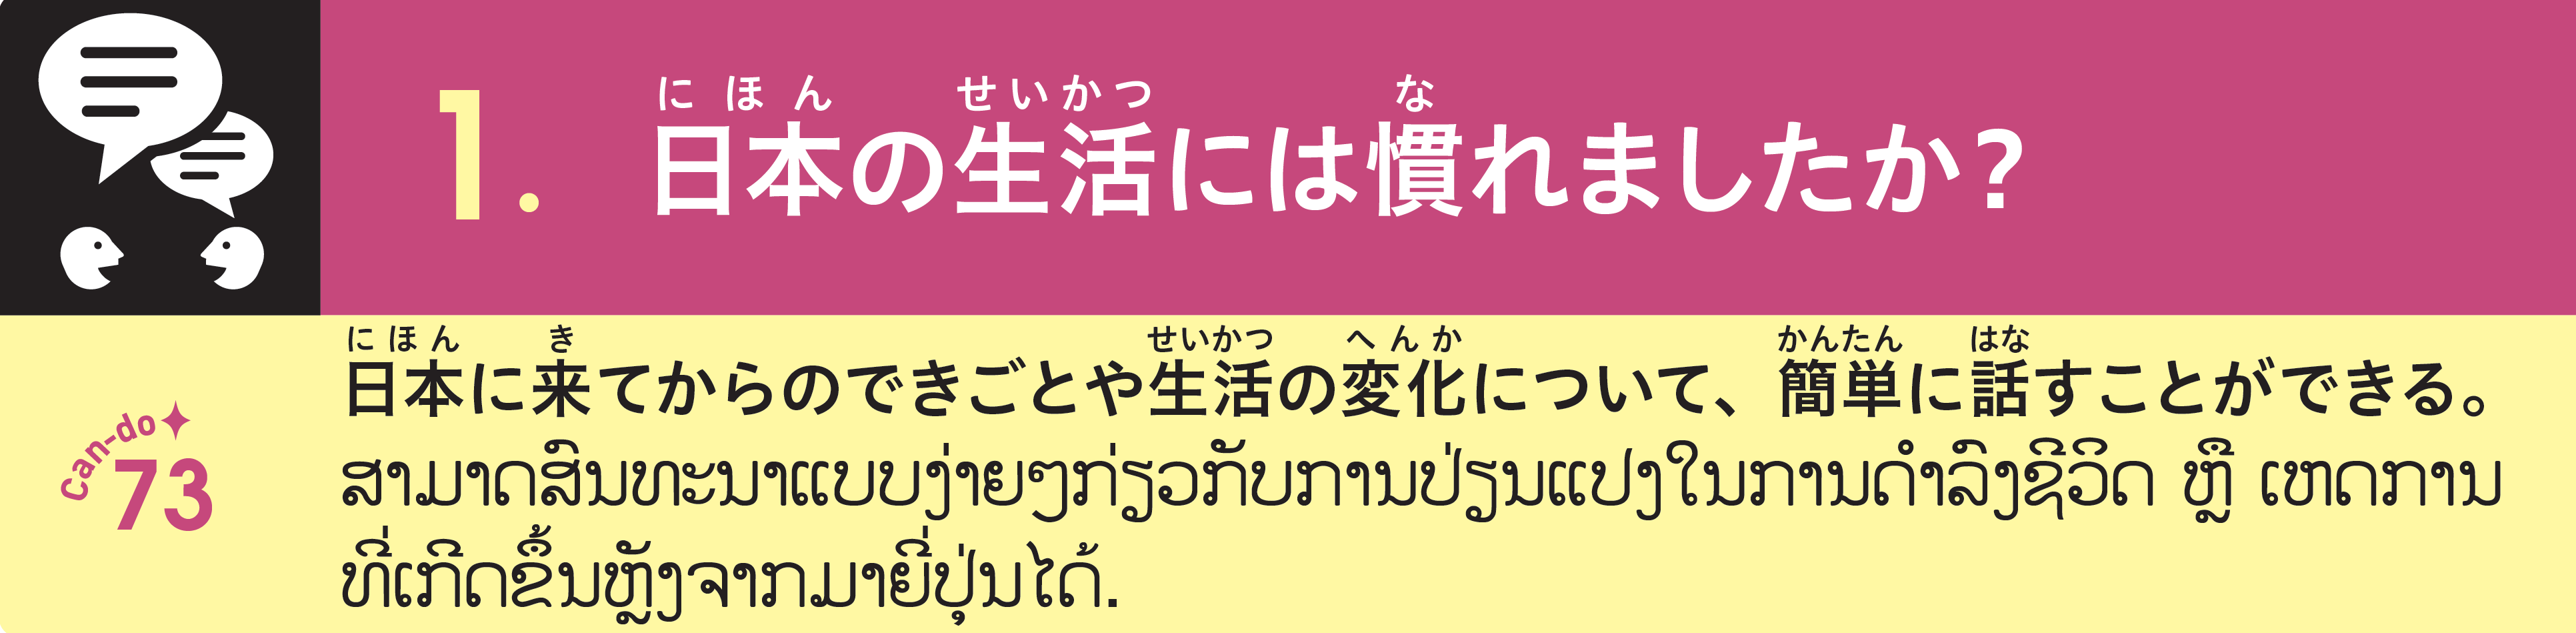 にほん せいかつ な
1. 日本の生活には慣れましたか？
にほん き せいかつ へんか かんたん はな
日本に来てからのできごとや生活の変化について、簡単に話すことができる。
can-do
73
ສາມາດສົນທະນາແບບງ່າຍໆກ່ຽວກັບການປ່ຽນແປງໃນການດຳລົງຊີວິດ ຫຼື ເຫດການ
ທີ່ເກີດຂຶ້ນຫຼັງຈາກມາຍີ່ປຸ່ນໄດ້.